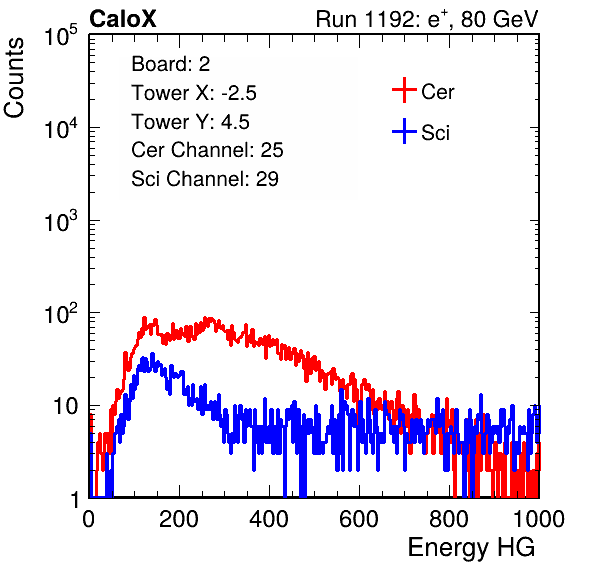 CaloX Run 1192: e⁺, 80 GeV
Counts
10⁵
10⁴
10³
10²
10
1
Board: 2
Tower X: -2.5
Tower Y: 4.5
Cer Channel: 25
Sci Channel: 29
Cer
Sci
0 200 400 600 800 1000
Energy HG